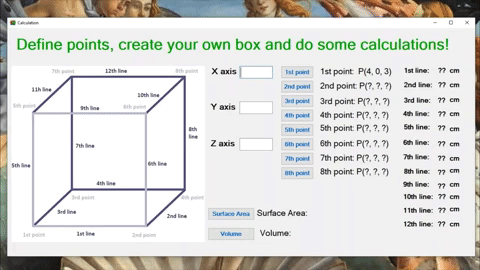 Calculation
Define points, create your own box and do some calculations!
7th point
12th line
8th point
11th line
10th line
5th point
9th line
6th point
8th line
7th line
5th line
6th line
4th line
3rd point
4th point
3rd line
2nd line
1st point
1st line
2nd point
X axis
Y axis
Z axis
1st point 1st point: P(4, 0, 3)
2nd point 2nd point: P(?, ?, ?)
3rd point 3rd point: P(?, ?, ?)
4th point 4th point: P(?, ?, ?)
5th point 5th point: P(?, ?, ?)
6th point 6th point: P(?, ?, ?)
7th point 7th point: P(?, ?, ?)
8th point 8th point: P(?, ?, ?)
1st line: ?? cm
2nd line: ?? cm
3rd line: ?? cm
4th line: ?? cm
5th line: ?? cm
6th line: ?? cm
7th line: ?? cm
8th line: ?? cm
9th line: ?? cm
10th line: ?? cm
11th line: ?? cm
12th line: ?? cm
Surface Area Surface Area:
Volume Volume: